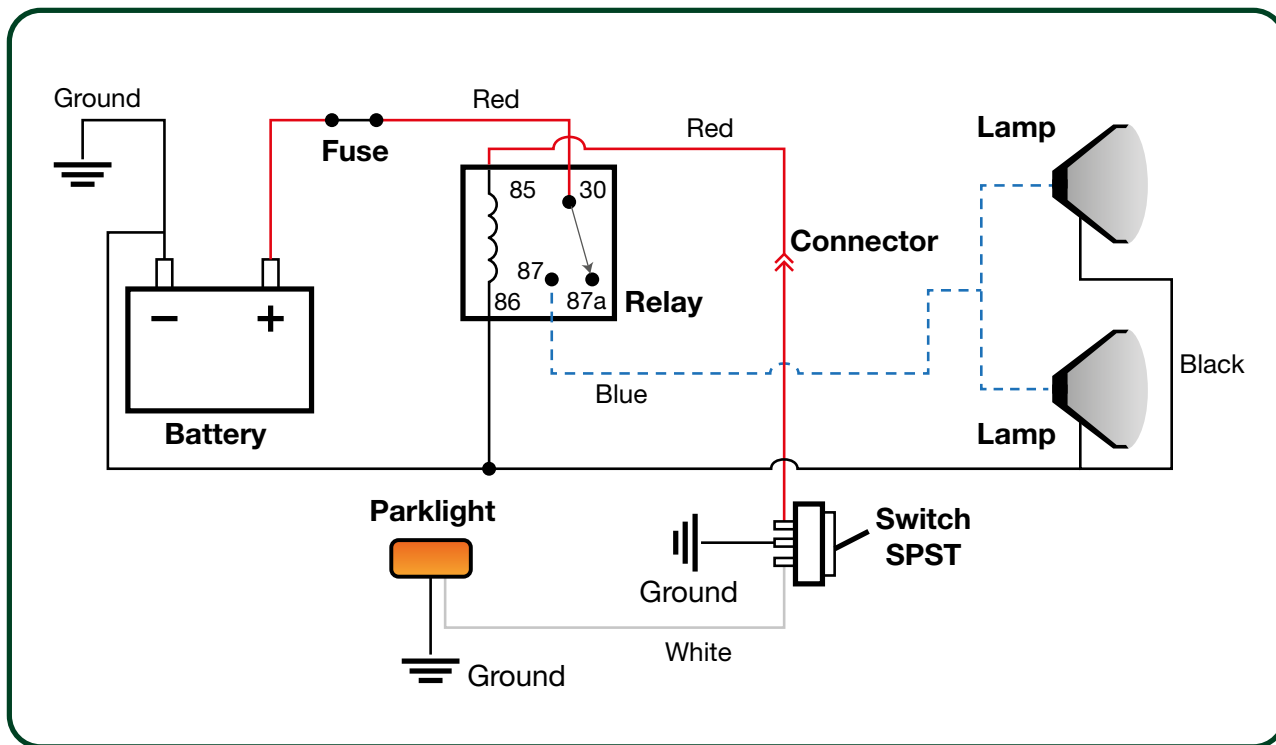 Ground
Red
Fuse
Red
Lamp
85
30
Connector
87
86
87a
Relay
−
+
Blue
Black
Battery
Lamp
Parklight
Switch
SPST
Ground
White
Ground